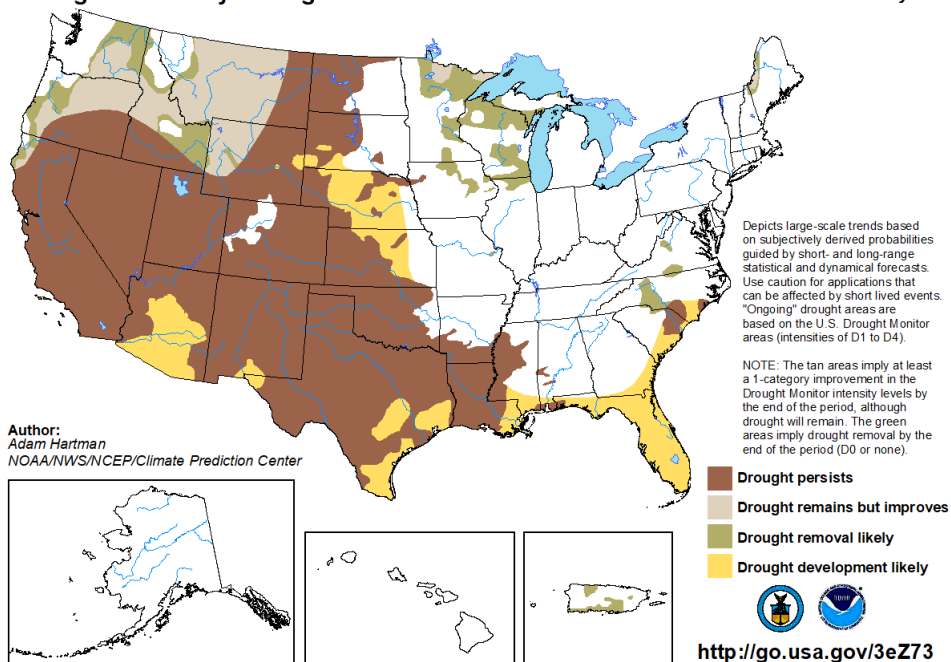 Depicts large-scale trends based
on subjectively derived probabilities
guided by short- and long-range
statistical and dynamical forecasts.
Use caution for applications that
can be affected by short lived events.
"Ongoing" drought areas are
based on the U.S. Drought Monitor
areas (intensities of D1 to D4).
NOTE: The tan areas imply at least
a 1-category improvement in the
Drought Monitor intensity levels by
the end of the period, although
drought will remain. The green
areas imply drought removal by the
end of the period (D0 or none).
Author:
Adam Hartman
NOAA/NWS/NCEP/Climate Prediction Center
Drought persists
Drought remains but improves
Drought removal likely
Drought development likely
http://go.usa.gov/3eZ73